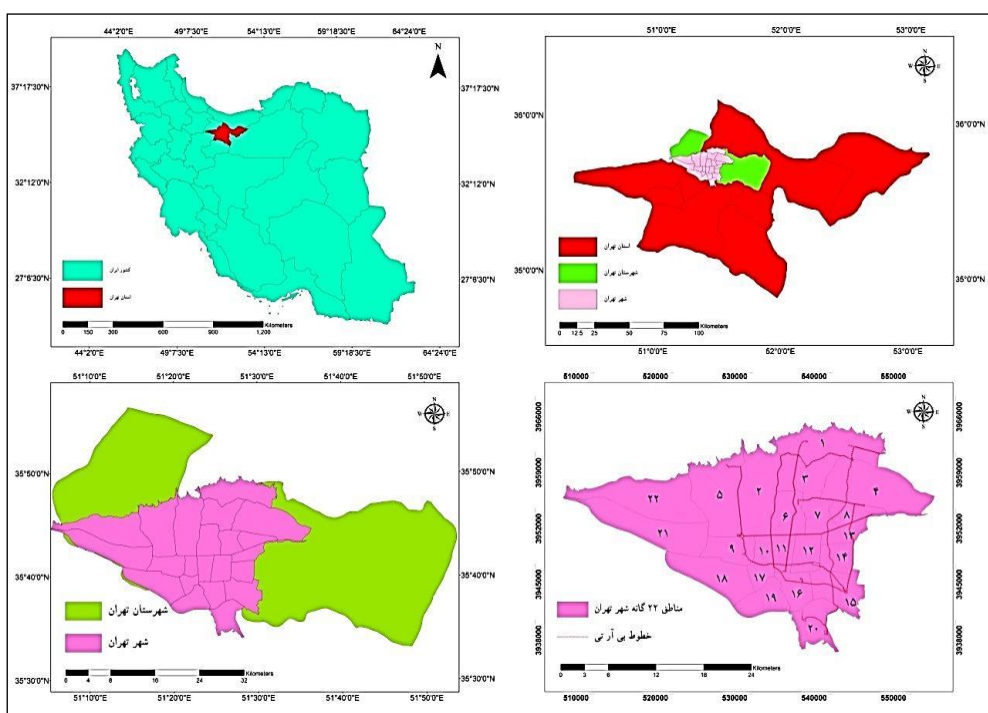 44°2'0"E 49°7'30"E 54°13'0"E 59°18'30"E 64°24'0"E
N
37°17'30"N 37°17'30"N
32°12'0"N 32°12'0"N
27°6'30"N 27°6'30"N
کشور ایران
استان تهران
0 150 300 600 900 1,200 Kilometers
44°2'0"E 49°7'30"E 54°13'0"E 59°18'30"E 64°24'0"E
51°0'0"E 52°0'0"E 53°0'0"E
N
W E
S
36°0'0"N 36°0'0"N
35°0'0"N 35°0'0"N
استان تهران
شهرستان تهران
شهر تهران
0 12.5 25 50 75 100 Kilometers
51°0'0"E 52°0'0"E 53°0'0"E
51°10'0"E 51°20'0"E 51°30'0"E 51°40'0"E 51°50'0"E
N
W E
S
35°50'0"N 35°50'0"N
35°40'0"N 35°40'0"N
35°30'0"N 35°30'0"N
شهرستان تهران
شهر تهران
0 4 8 16 24 32 Kilometers
51°10'0"E 51°20'0"E 51°30'0"E 51°40'0"E 51°50'0"E
510000 520000 530000 540000 550000
N
W E
S
3966000 3966000
3959000 3959000
3952000 3952000
3945000 3945000
3938000 3938000
۱
۳
۲۲ ۵ ۲ ۴
۶ ۷ ۸
۲۱ ۱۳
۹ ۱۰ ۱۱ ۱۲ ۱۴
۱۸ ۱۷
۱۹ ۱۶ ۱۵
۲۰
مناطق ۲۲ گانه شهر تهران
خطوط بی آر تی
0 3 6 12 18 24 Kilometers
510000 520000 530000 540000 550000